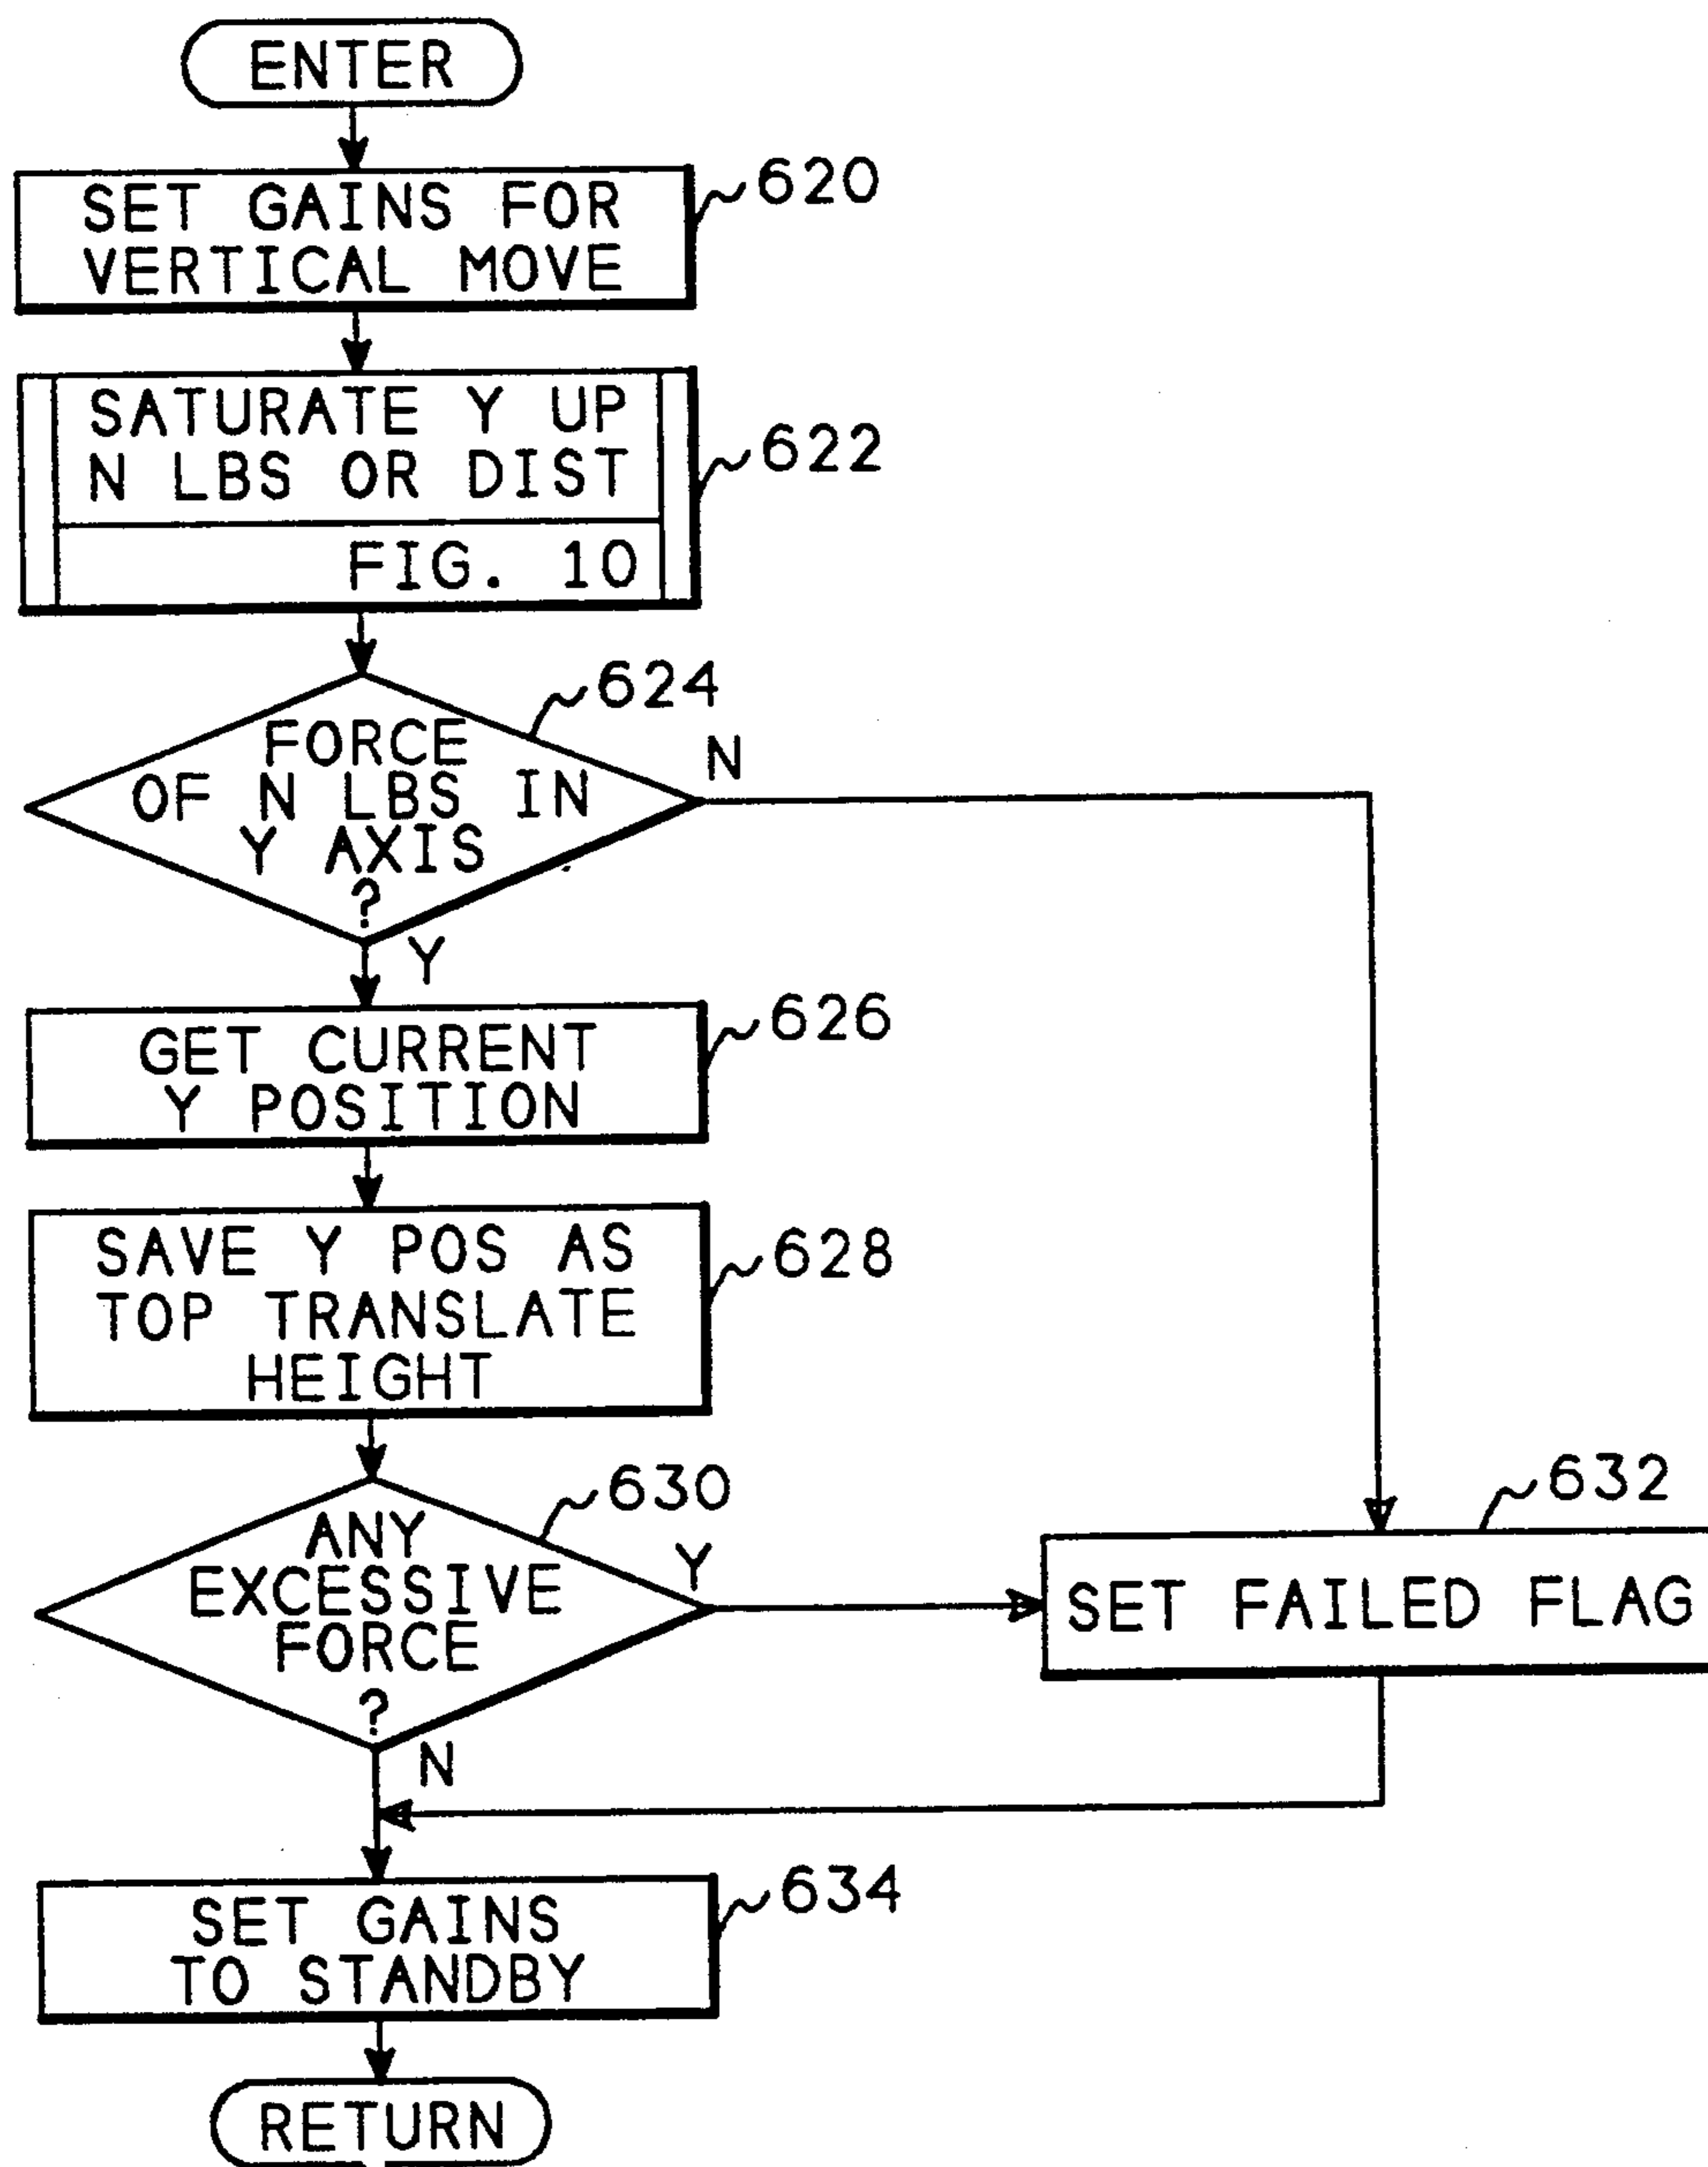 ENTER
SET GAINS FOR
VERTICAL MOVE
620
SATURATE Y UP
N LBS OR DIST
FIG. 10
622
624
FORCE
OF N LBS IN
Y AXIS
?
N
Y
GET CURRENT
Y POSITION
626
SAVE Y POS AS
TOP TRANSLATE
HEIGHT
628
630
ANY
EXCESSIVE
FORCE
?
Y
N
632
SET FAILED FLAG
SET GAINS
TO STANDBY
634
RETURN